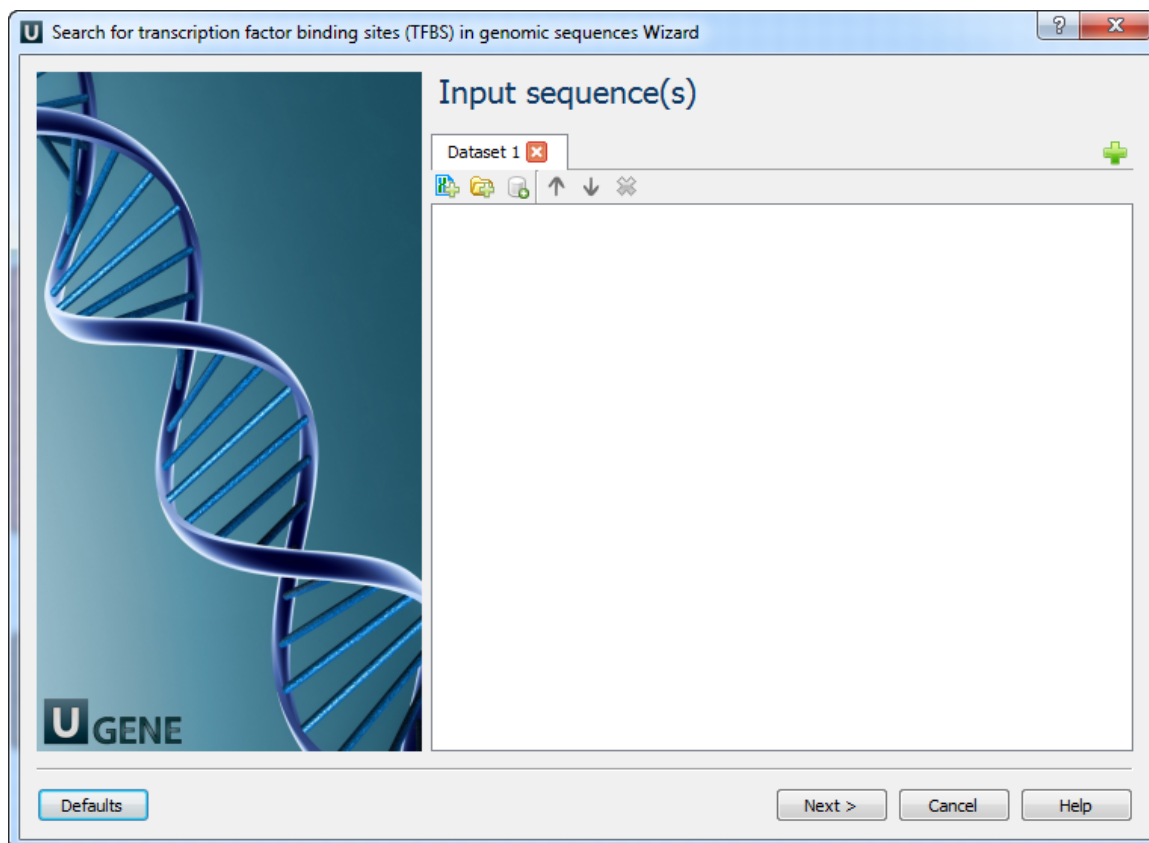 U Search for transcription factor binding sites (TFBS) in genomic sequences Wizard
Input sequence(s)
Dataset 1
U GENE
Defaults
Next >
Cancel
Help